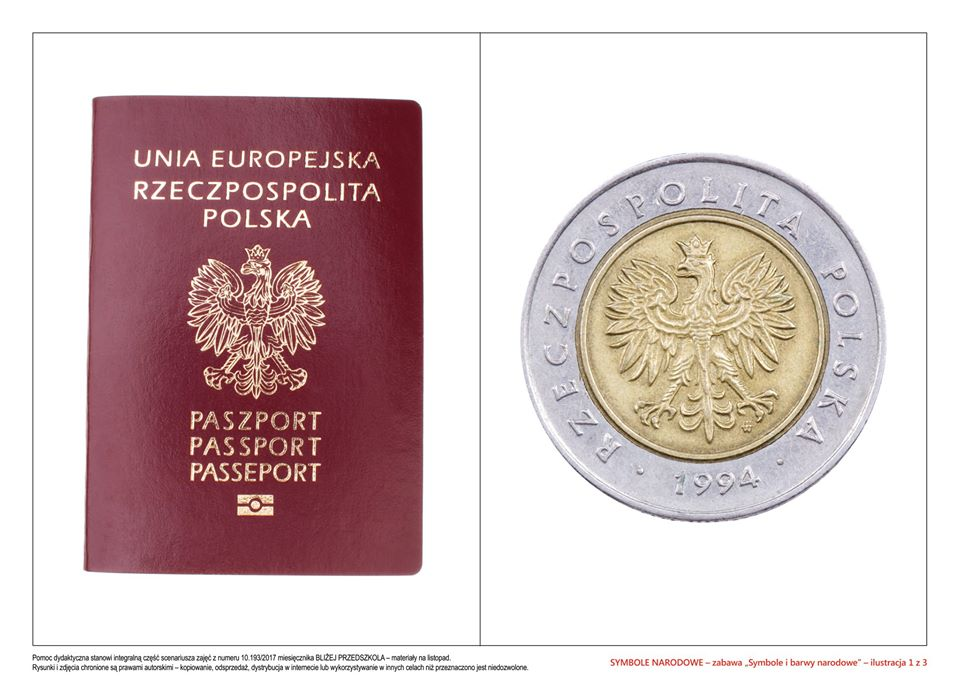 UNIA EUROPEJSKA
RZECZPOSPOLITA
POLSKA
PASZPORT
PASSPORT
PASSEPORT
RZECZPOSPOLITA POLSKA
1994
Pomoc dydaktyczna stanowi integralną część scenariusza zajęć z numeru 10.193/2017 miesięcznika BLIŻEJ PRZEDSZKOLA – materiały na listopad.
Rysunki i zdjęcia chronione są prawami autorskimi – kopiowanie, odsprzedaż, dystrybucja w internecie lub wykorzystywanie w innych celach niż przeznaczono jest niedozwolone.
SYMBOLE NARODOWE – zabawa „Symbole i barwy narodowe” – ilustracja 1 z 3